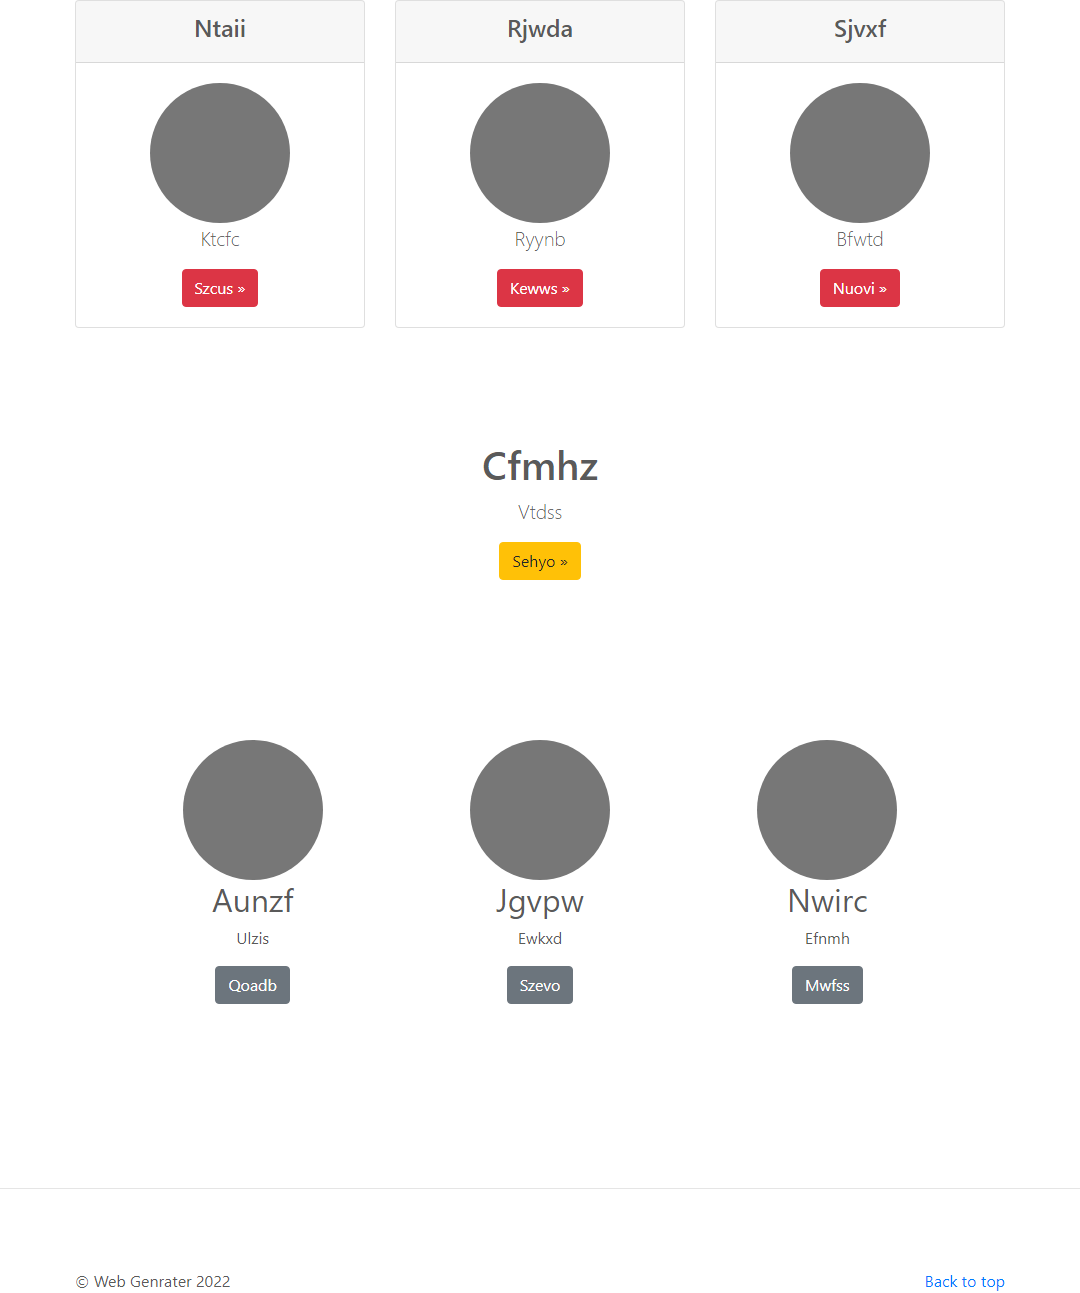 Ntaii
Rjwda
Sjvxf
Ktcfc
Ryynb
Bfwtd
Szcus »
Kewws »
Nuovi »
Cfmhz
Vtdss
Sehyo »
Aunzf
Jgvpw
Nwirc
Ulzis
Ewkxd
Efnmh
Qoadb
Szevo
Mwfss
© Web Genrater 2022
Back to top